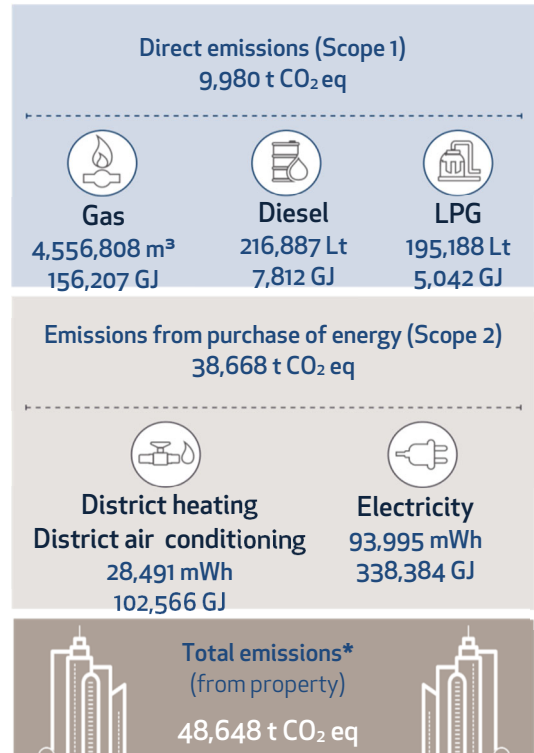 Direct emissions (Scope 1)
9,980 t CO₂ eq
Gas
4,556,808 m³
156,207 GJ
Diesel
216,887 Lt
7,812 GJ
LPG
195,188 Lt
5,042 GJ
Emissions from purchase of energy (Scope 2)
38,668 t CO₂ eq
District heating
District air conditioning
28,491 mWh
102,566 GJ
Electricity
93,995 mWh
338,384 GJ
Total emissions*
(from property)
48,648 t CO₂ eq